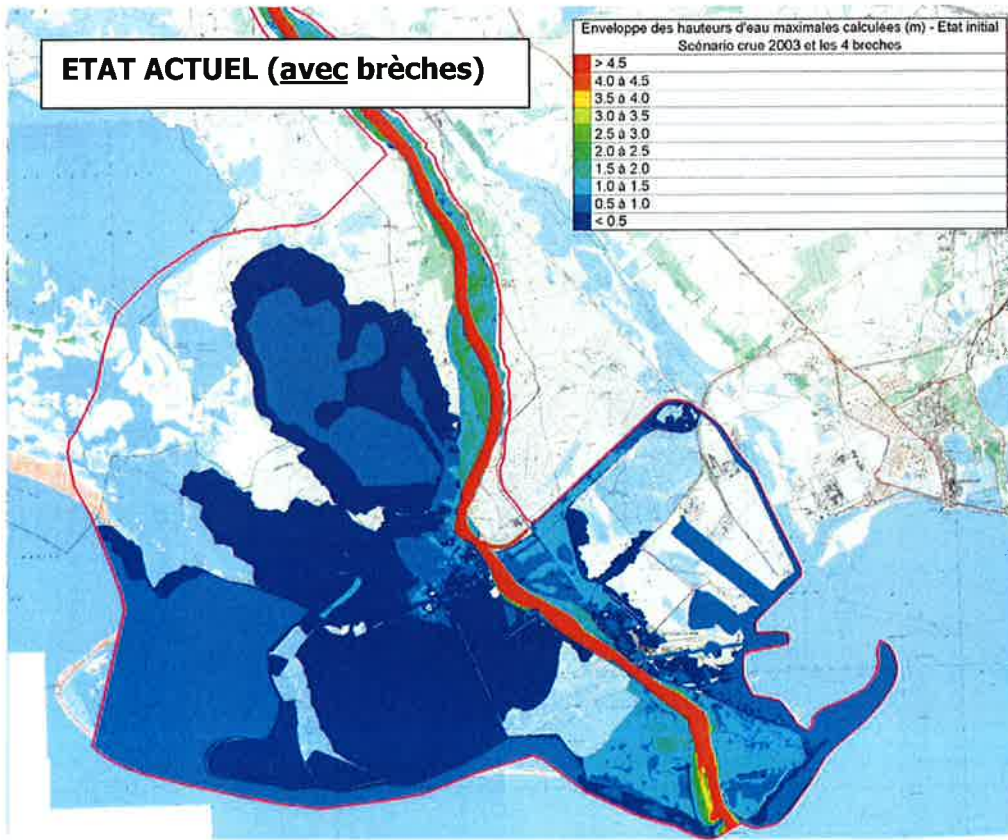 ETAT ACTUEL (avec brèches)
Enveloppe des hauteurs d'eau maximales calculées (m) - Etat initial
Scénario crue 2003 et les 4 breches
> 4.5
4.0 à 4.5
3.5 à 4.0
3.0 à 3.5
2.5 à 3.0
2.0 à 2.5
1.5 à 2.0
1.0 à 1.5
0.5 à 1.0
< 0.5